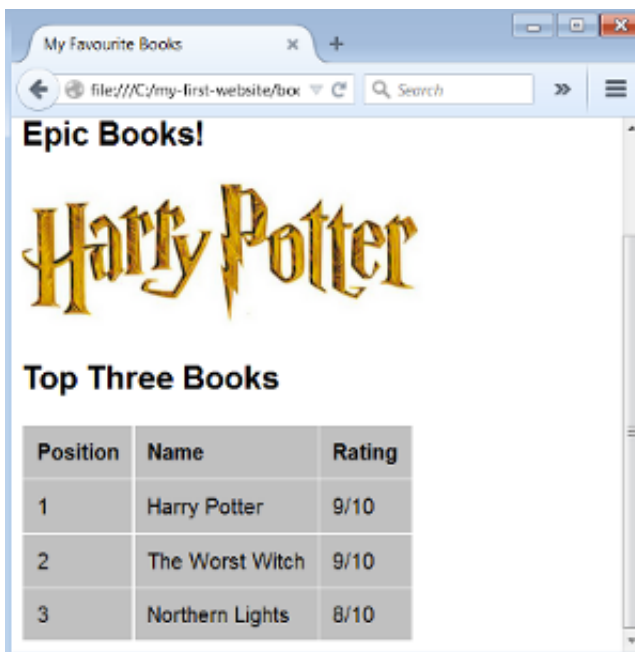 My Favourite Books
file:///C:/my-first-website/boo
Search
Epic Books!
Harry Potter
Top Three Books
Position Name Rating
1 Harry Potter 9/10
2 The Worst Witch 9/10
3 Northern Lights 8/10